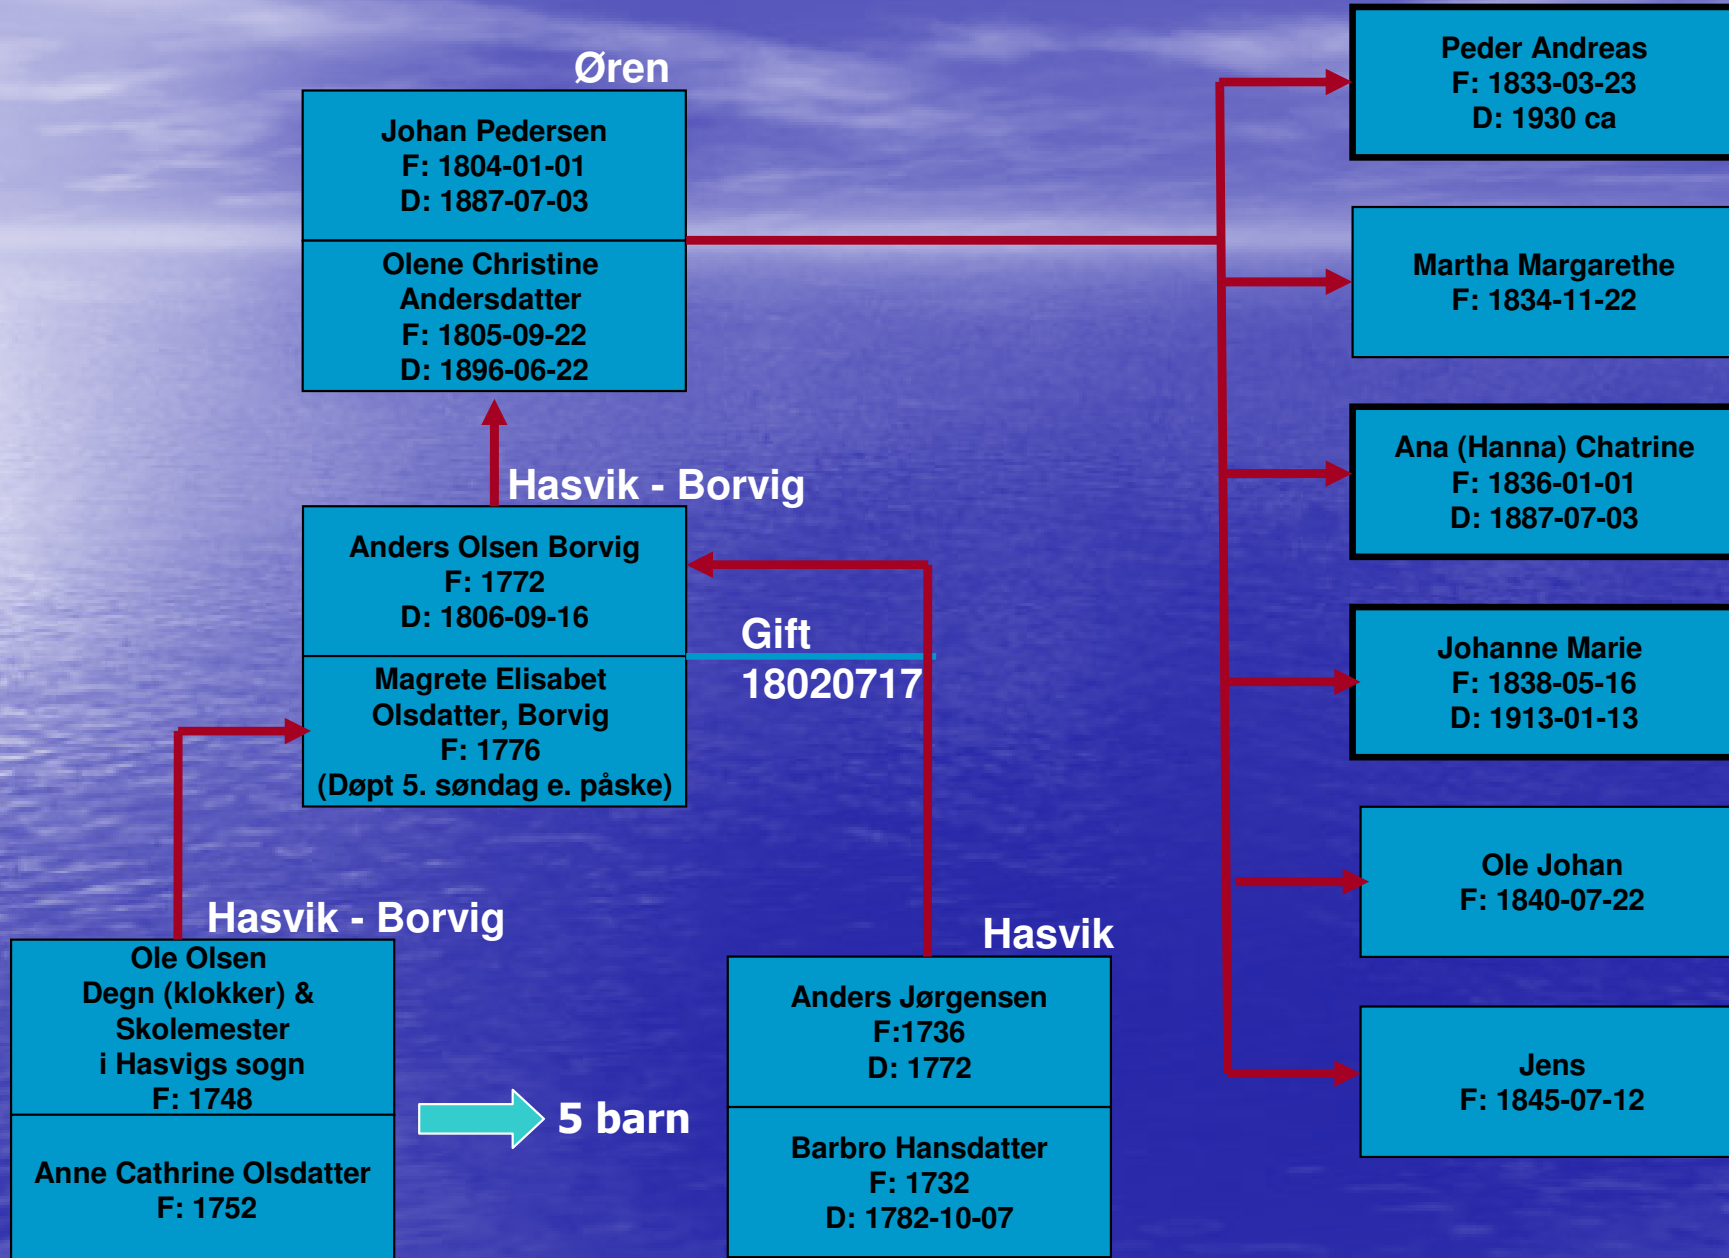 Øren
Johan Pedersen
F: 1804-01-01
D: 1887-07-03
Olene Christine
Andersdatter
F: 1805-09-22
D: 1896-06-22
Hasvik - Borvig
Anders Olsen Borvig
F: 1772
D: 1806-09-16
Magrete Elisabet
Olsdatter, Borvig
F: 1776
(Døpt 5. søndag e. påske)
Gift
18020717
Hasvik - Borvig
Ole Olsen
Degn (klokker) &
Skolemester
i Hasvigs sogn
F: 1748
Anne Cathrine Olsdatter
F: 1752
5 barn
Hasvik
Anders Jørgensen
F:1736
D: 1772
Barbro Hansdatter
F: 1732
D: 1782-10-07
Peder Andreas
F: 1833-03-23
D: 1930 ca
Martha Margarethe
F: 1834-11-22
Ana (Hanna) Chatrine
F: 1836-01-01
D: 1887-07-03
Johanne Marie
F: 1838-05-16
D: 1913-01-13
Ole Johan
F: 1840-07-22
Jens
F: 1845-07-12